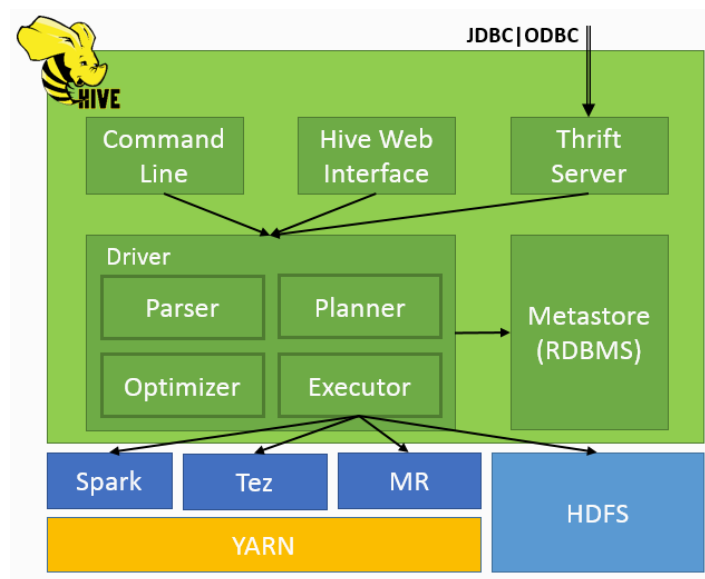 JDBC|ODBC
HIVE
Command
Line
Hive Web
Interface
Thrift
Server
Driver
Parser
Planner
Optimizer
Executor
Metastore
(RDBMS)
Spark
Tez
MR
HDFS
YARN